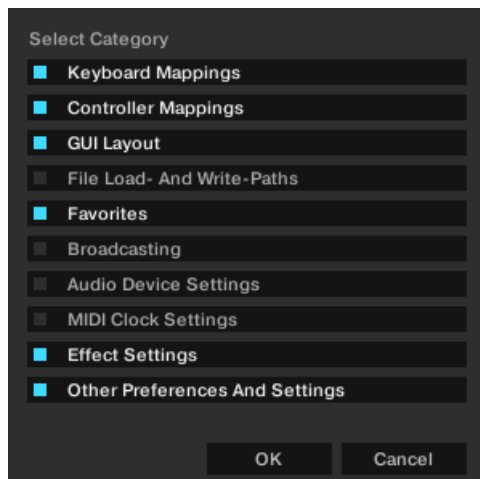 Select Category
Keyboard Mappings
Controller Mappings
GUI Layout
File Load- And Write-Paths
Favorites
Broadcasting
Audio Device Settings
MIDI Clock Settings
Effect Settings
Other Preferences And Settings
OK Cancel